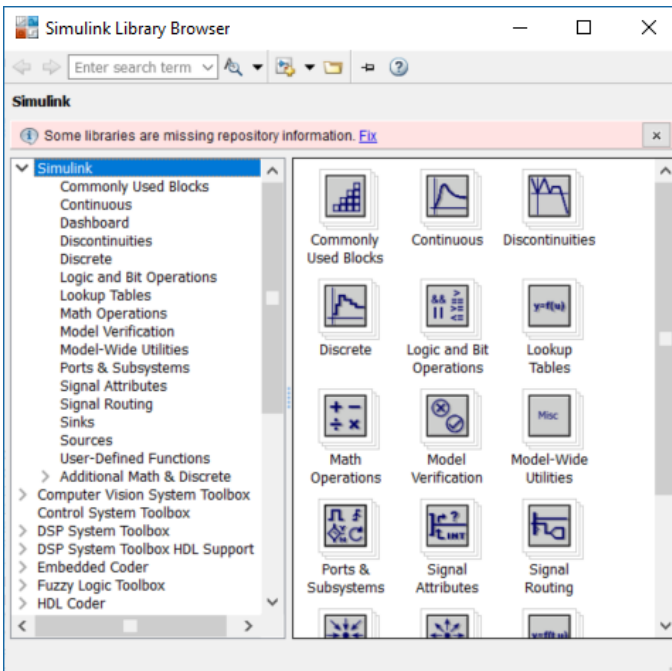 Simulink Library Browser
Enter search term
Simulink
Some libraries are missing repository information. Fix
Simulink
Commonly Used Blocks
Continuous
Dashboard
Discontinuities
Discrete
Logic and Bit Operations
Lookup Tables
Math Operations
Model Verification
Model-Wide Utilities
Ports & Subsystems
Signal Attributes
Signal Routing
Sinks
Sources
User-Defined Functions
Additional Math & Discrete
Computer Vision System Toolbox
Control System Toolbox
DSP System Toolbox
DSP System Toolbox HDL Support
Embedded Coder
Fuzzy Logic Toolbox
HDL Coder
Commonly
Used Blocks
Continuous
Discontinuities
Discrete
&& >
|| >=
<=
Logic and Bit
Operations
y=f(u)
Lookup
Tables
+ −
÷ ×
Math
Operations
Model
Verification
Misc
Model-Wide
Utilities
Ports &
Subsystems
?
INT
Signal
Attributes
Signal
Routing